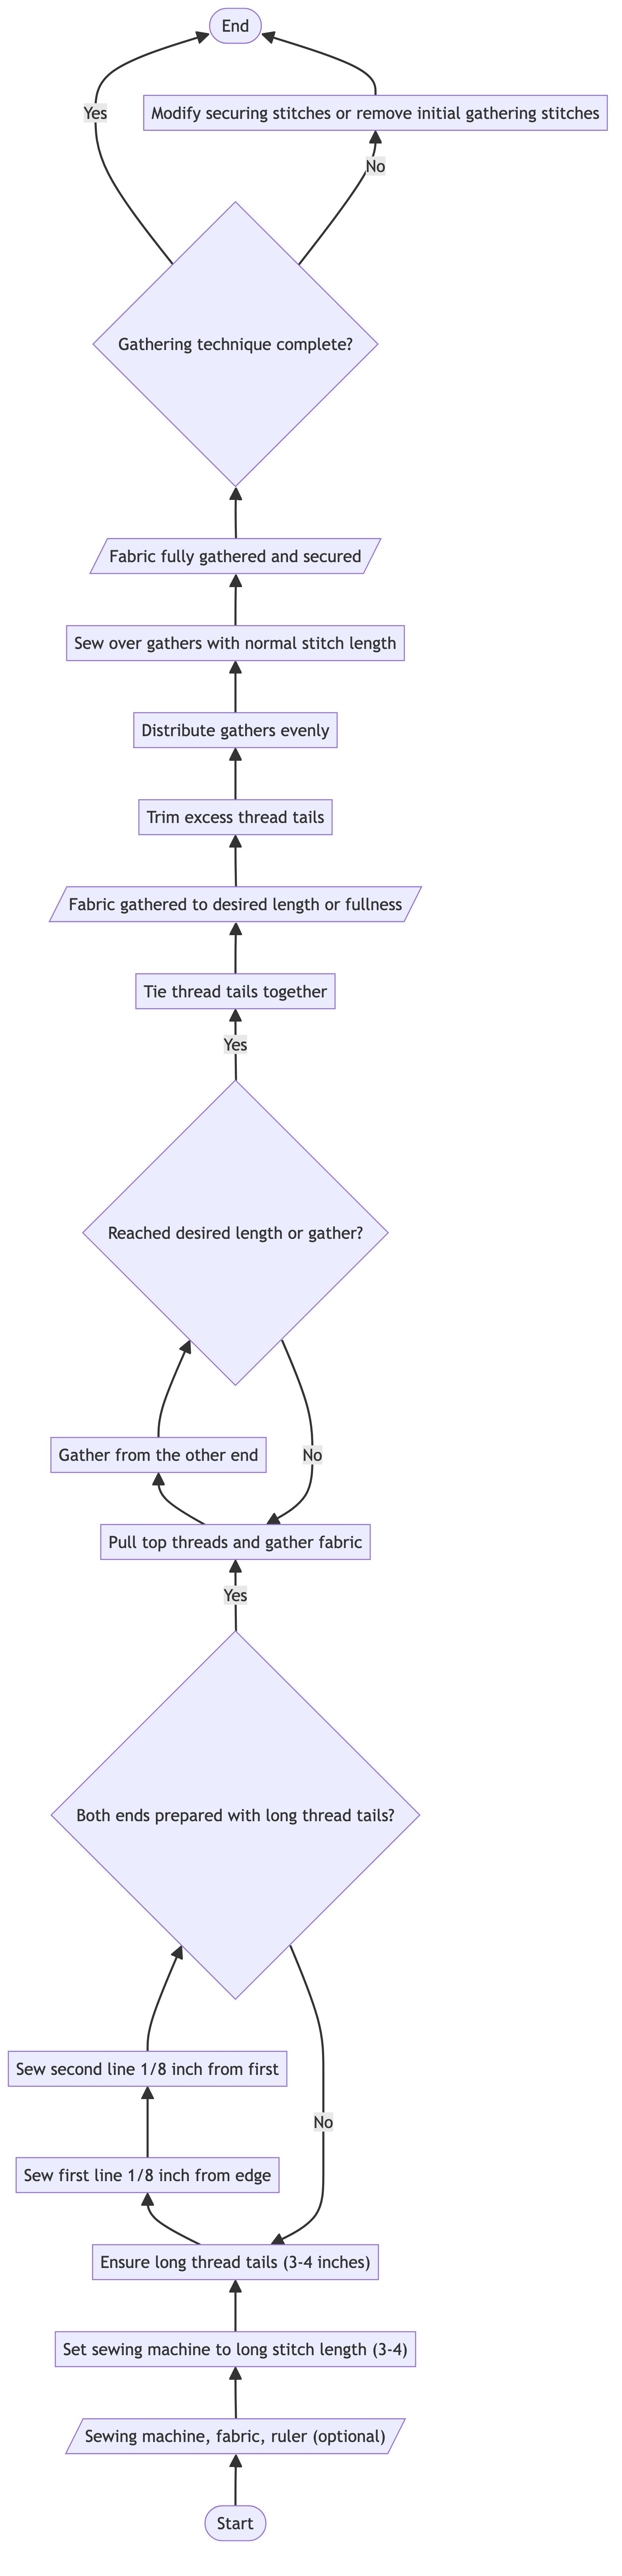 End
Yes
Modify securing stitches or remove initial gathering stitches
No
Gathering technique complete?
Fabric fully gathered and secured
Sew over gathers with normal stitch length
Distribute gathers evenly
Trim excess thread tails
Fabric gathered to desired length or fullness
Tie thread tails together
Yes
Reached desired length or gather?
Gather from the other end
No
Pull top threads and gather fabric
Yes
Both ends prepared with long thread tails?
Sew second line 1/8 inch from first
No
Sew first line 1/8 inch from edge
Ensure long thread tails (3-4 inches)
Set sewing machine to long stitch length (3-4)
Sewing machine, fabric, ruler (optional)
Start